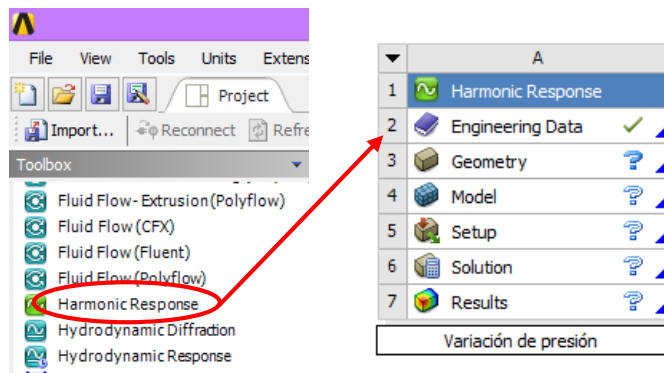 File View Tools Units Extens
Project
Import... Reconnect Refre
Toolbox
Fluid Flow- Extrusion (Polyflow)
Fluid Flow (CFX)
Fluid Flow (Fluent)
Fluid Flow (Polyflow)
Harmonic Response
Hydrodynamic Diffraction
Hydrodynamic Response
A
1 Harmonic Response
2 Engineering Data
3 Geometry ?
4 Model ?
5 Setup ?
6 Solution ?
7 Results ?
Variación de presión